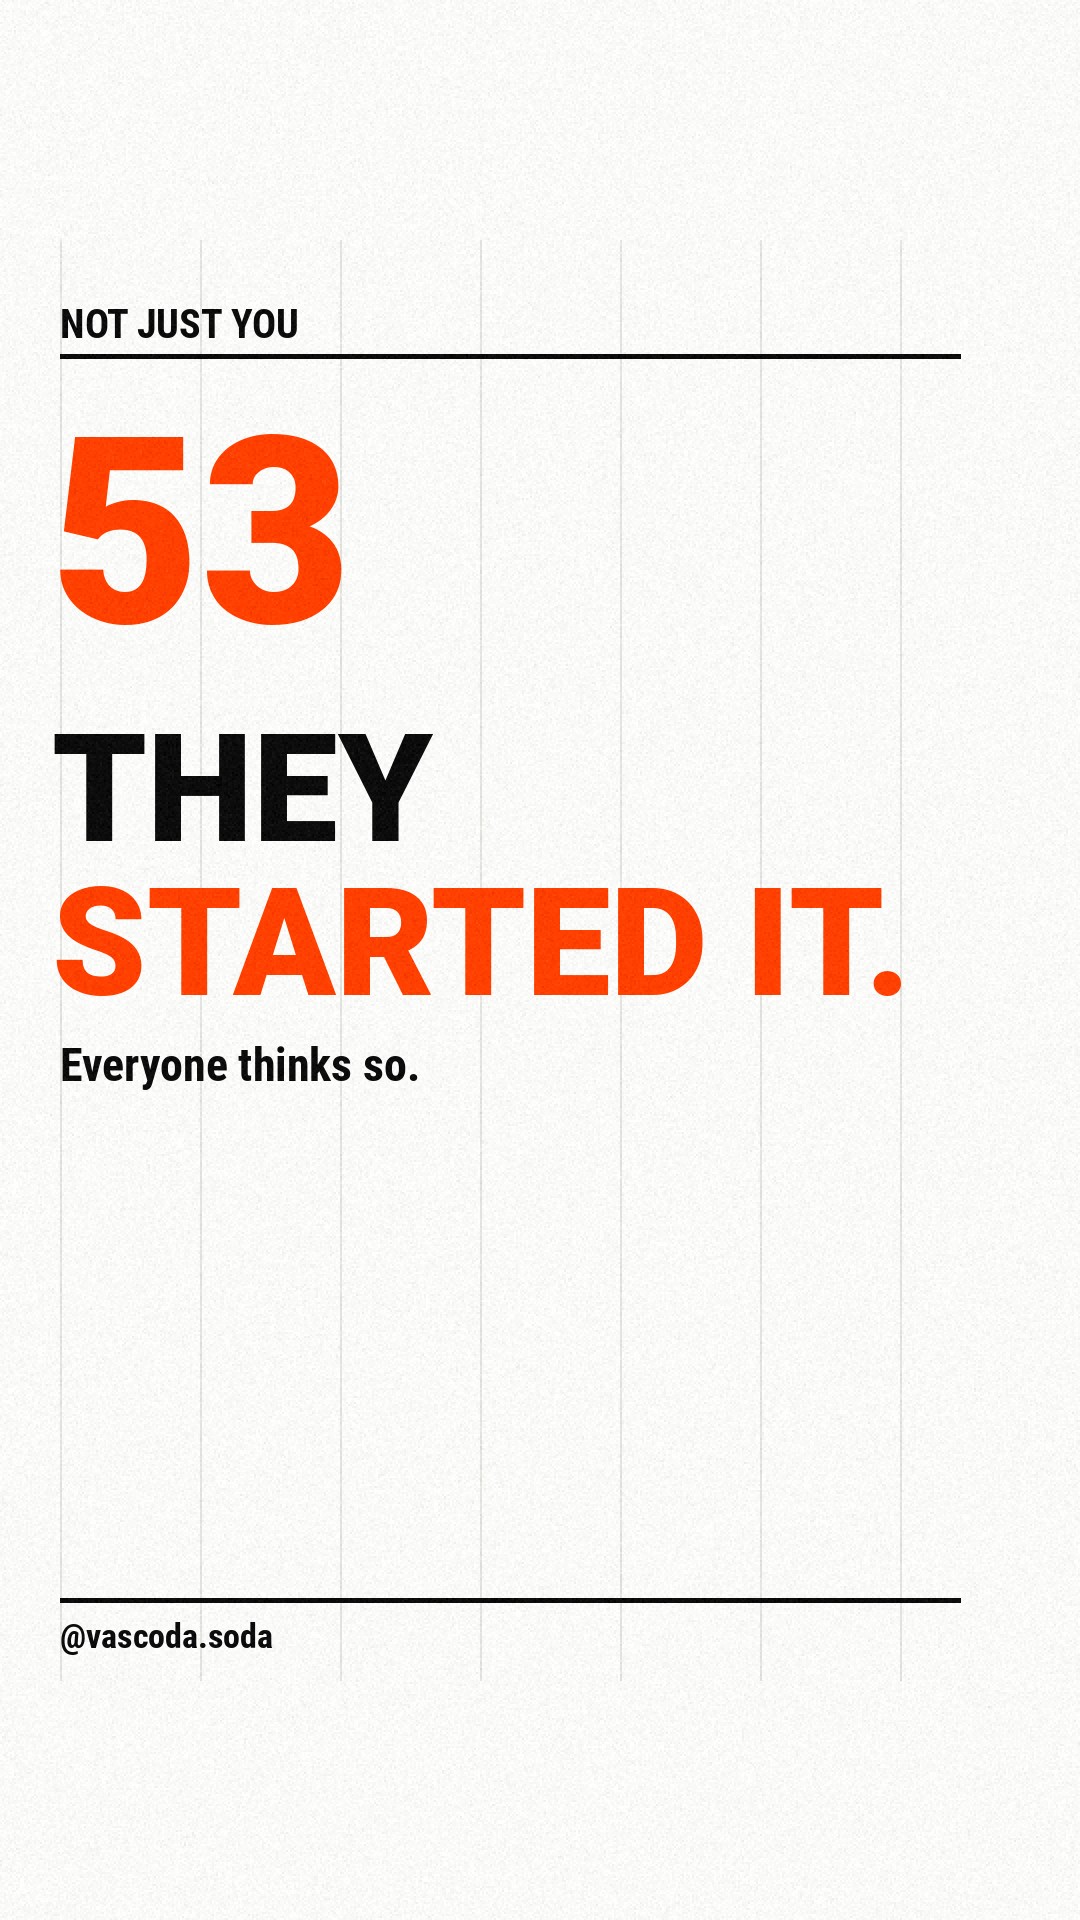 NOT JUST YOU
53
THEY
STARTED IT.
Everyone thinks so.
@vascoda.soda